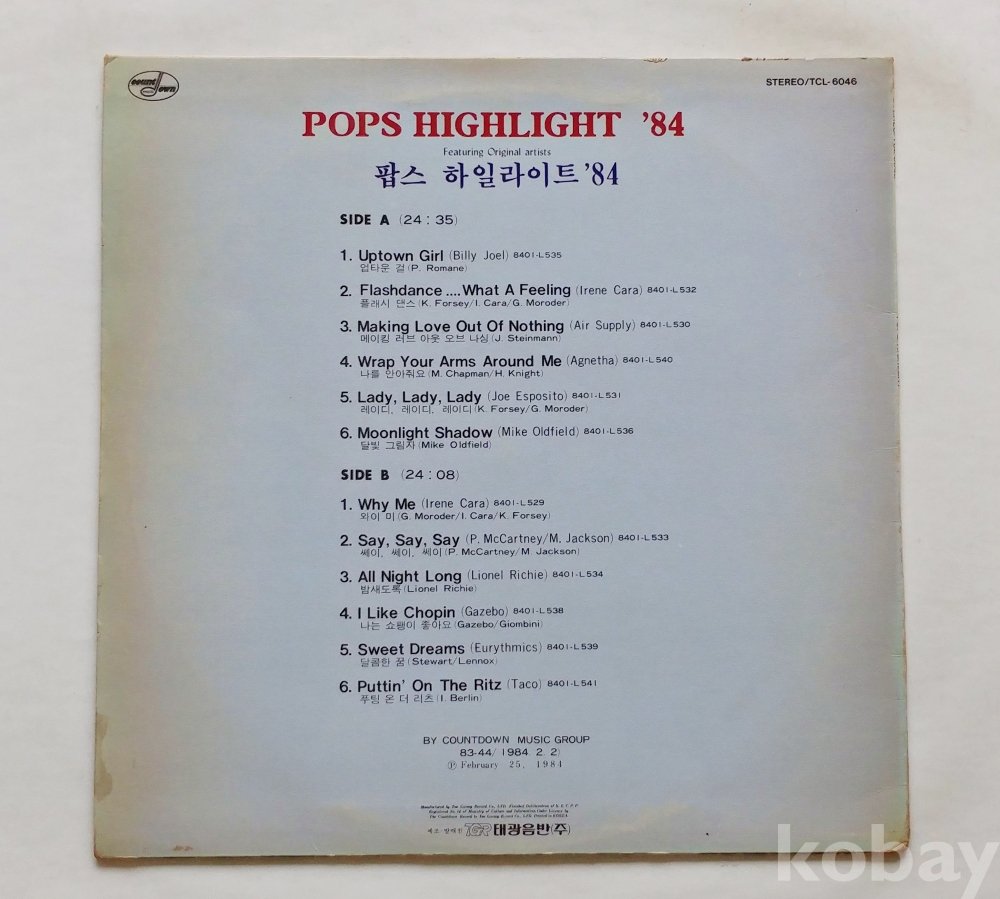 count Down
STEREO/TCL-6046
POPS HIGHLIGHT '84
Featuring Original artists
팝스 하일라이트 '84
SIDE A (24 : 35)
1. Uptown Girl (Billy Joel) 8401-L535
업타운 걸 (P. Romane)
2. Flashdance .... What A Feeling (Irene Cara) 8401-L532
플래시 댄스 (K. Forsey/I. Cara/G. Moroder)
3. Making Love Out Of Nothing (Air Supply) 8401-L530
메이킹 러브 아웃 오브 나싱 (J. Steinmann)
4. Wrap Your Arms Around Me (Agnetha) 8401-L540
나를 안아줘요 (M. Chapman/H. Knight)
5. Lady, Lady, Lady (Joe Esposito) 8401-L531
레이디, 레이디, 레이디 (K. Forsey/G. Moroder)
6. Moonlight Shadow (Mike Oldfield) 8401-L536
달빛 그림자 (Mike Oldfield)
SIDE B (24 : 08)
1. Why Me (Irene Cara) 8401-L529
와이 미 (G. Moroder/I. Cara/K. Forsey)
2. Say, Say, Say (P. McCartney/M. Jackson) 8401-L533
쎄이, 쎄이, 쎄이 (P. McCartney/M. Jackson)
3. All Night Long (Lionel Richie) 8401-L534
밤새도록 (Lionel Richie)
4. I Like Chopin (Gazebo) 8401-L538
나는 쇼팽이 좋아요 (Gazebo/Giombini)
5. Sweet Dreams (Eurythmics) 8401-L539
달콤한 꿈 (Stewart/Lennox)
6. Puttin' On The Ritz (Taco) 8401-L541
푸팅 온 더 리츠 (I. Berlin)
BY COUNTDOWN MUSIC GROUP
83-44/ 1984. 2. 2)
Ⓟ February 25, 1984
제조·발매원 TGR 태광음반(주)
kobay